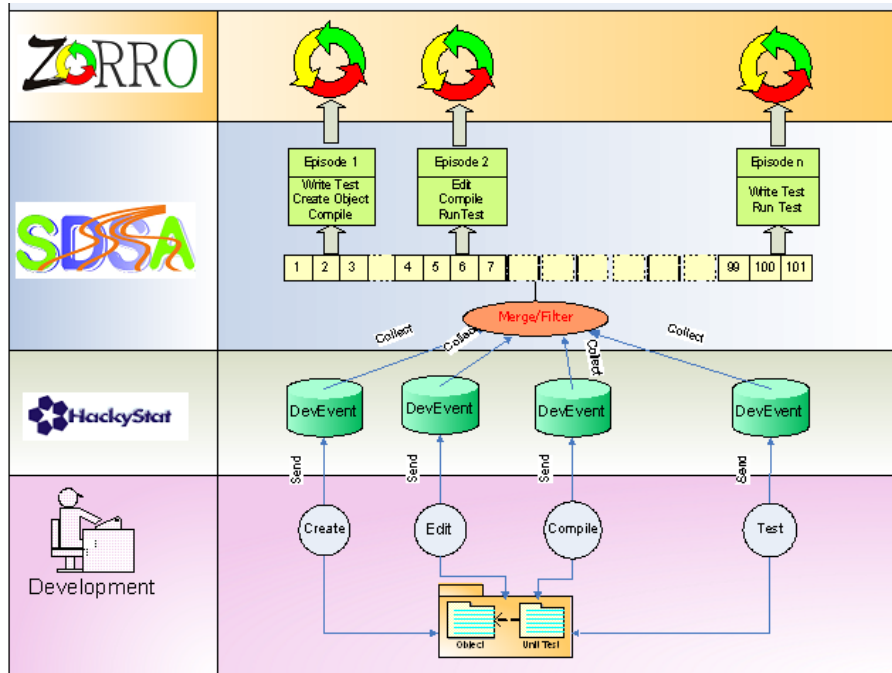 ZORRO
Episode 1
Write Test
Create Object
Compile
Episode 2
Edit
Compile
RunTest
Episode n
Write Test
Run Test
SDSA
1 2 3 4 5 6 7 99 100 101
Merge/Filter
Collect
Collect
Collect
Collect
HackyStat
DevEvent
DevEvent
DevEvent
DevEvent
Send
Send
Send
Send
Create
Edit
Compile
Test
Development
Object
Unit Test